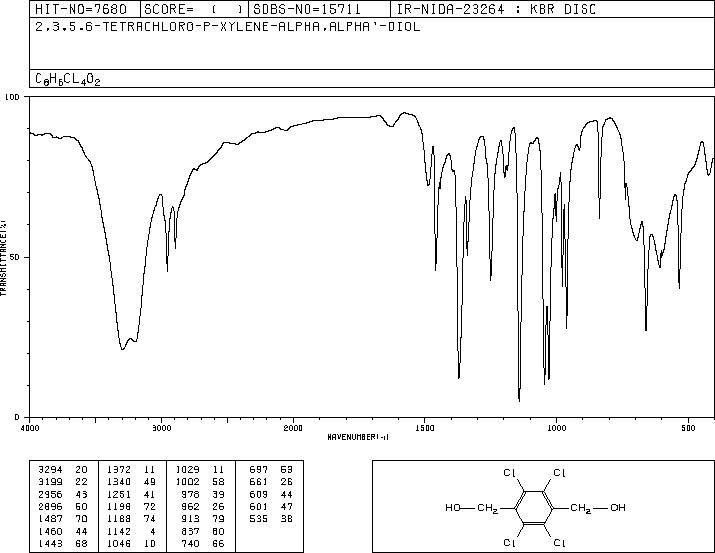 HIT-NO=7680 SCORE= ( ) SDBS-NO=15711 IR-NIDA-23264 : KBR DISC
2,3,5,6-TETRACHLORO-P-XYLENE-ALPHA,ALPHA'-DIOL
C8H6CL4O2
100
50
0
TRANSMITTANCE(%)
4000 3000 2000 1500 1000 500
WAVENUMBER(-1)
3294 20 1372 11 1029 11 697 53
3199 22 1340 49 1002 58 661 26
2956 43 1251 41 978 39 609 44
2896 50 1198 72 962 26 601 47
1487 70 1188 74 913 79 535 38
1460 44 1142 4 837 60
1443 68 1046 10 740 66
Cl Cl
HO CH2 CH2 OH
Cl Cl